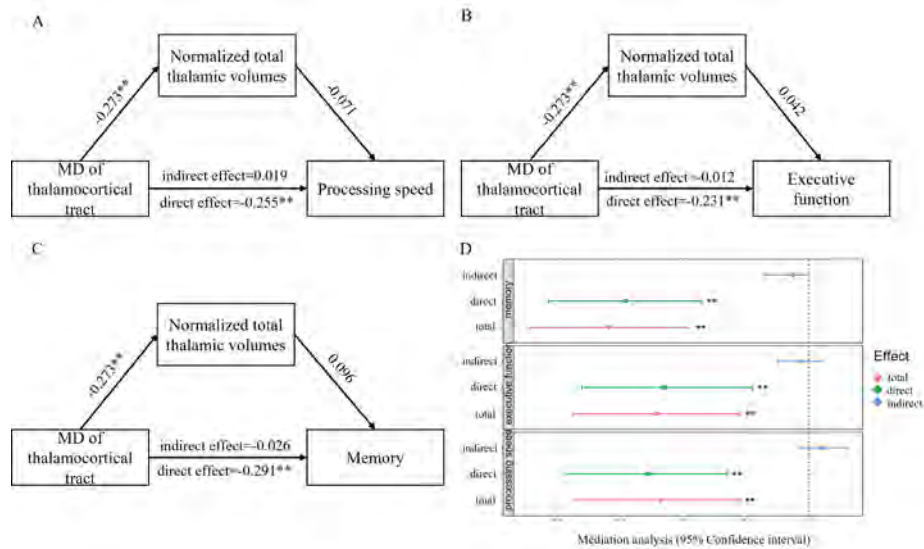 A
Normalized total
thalamic volumes
-0.273**
-0.071
MD of
thalamocortical
tract
indirect effect=0.019
direct effect=-0.255**
Processing speed
B
Normalized total
thalamic volumes
-0.273**
0.042
MD of
thalamocortical
tract
indirect effect=-0.012
direct effect=-0.231**
Executive
function
C
Normalized total
thalamic volumes
-0.273**
0.096
MD of
thalamocortical
tract
indirect effect=-0.026
direct effect=-0.291**
Memory
D
memory
indirect
direct
**
total
**
executive function
indirect
direct
**
total
**
processing speed
indirect
direct
**
total
**
Mediation analysis (95% Confidence interval)
Effect
total
direct
indirect